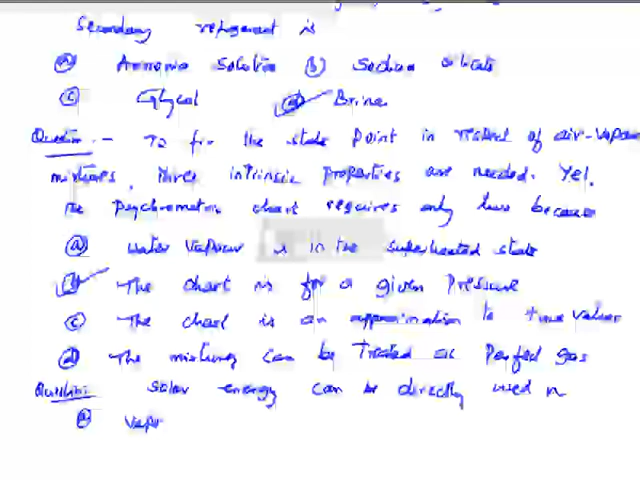 Secondary refrigerant is
(a) Ammonia Solution (b) Sodium silicate
(c) Glycol (d) Brine
Question :- To fix the state point in respect of air-vapour
mixtures, three intrinsic properties are needed. Yet,
the psychrometric chart requires only two because
(a) water vapour is in the superheated state
(b) The chart is for a given pressure
(c) The chart is an approximation to true values
(d) The mixtures can be treated as perfect gas
Question:- Solar energy can be directly used in
(a) Vapo